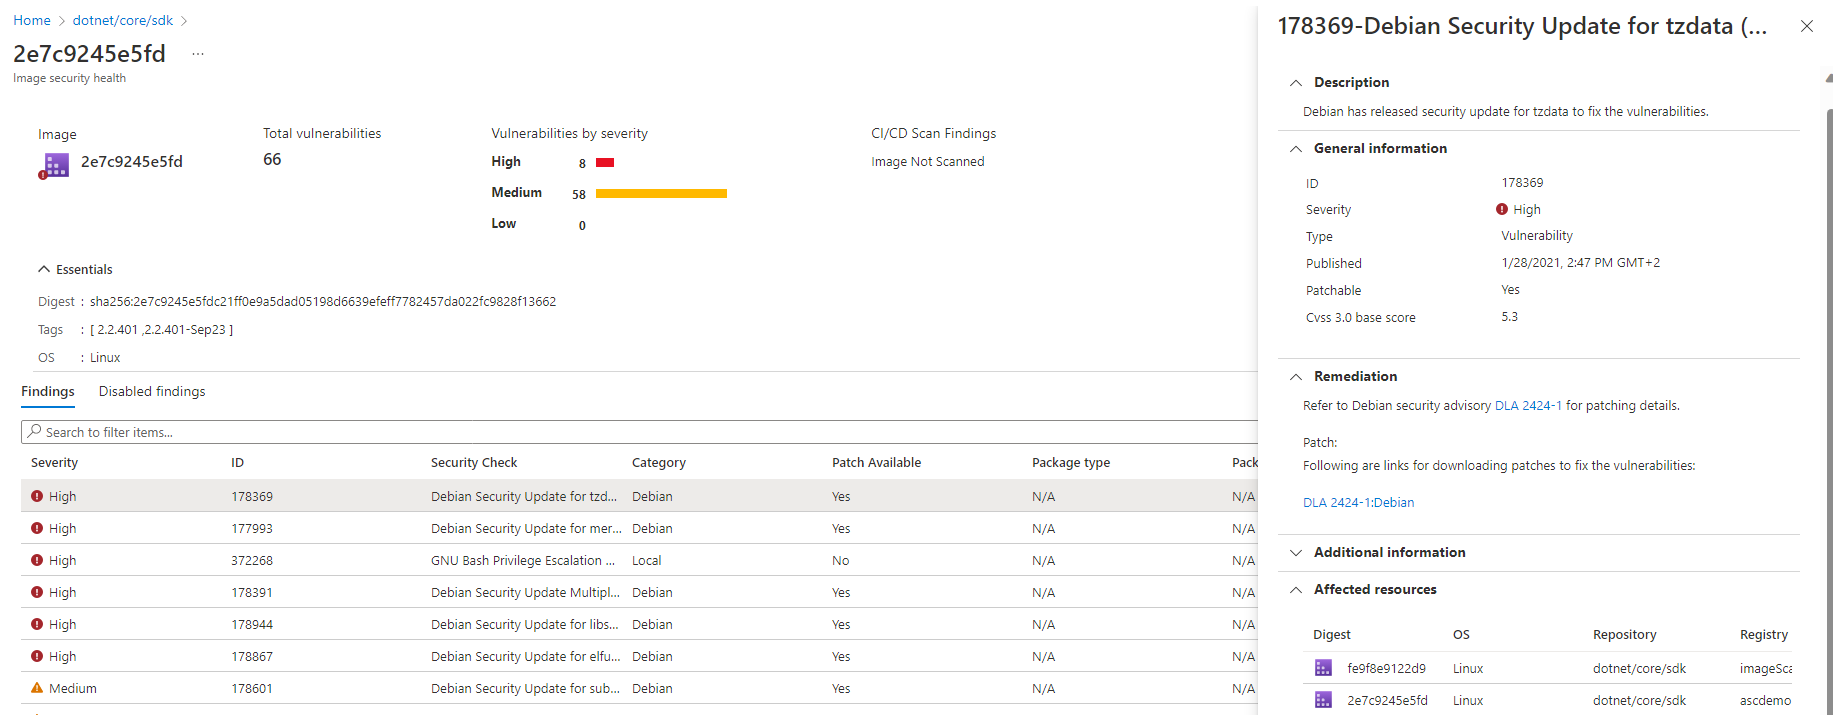 Home > dotnet/core/sdk >
2e7c9245e5fd ...
Image security health
Image
2e7c9245e5fd
Total vulnerabilities
66
Vulnerabilities by severity
High 8
Medium 58
Low 0
CI/CD Scan Findings
Image Not Scanned
Essentials
Digest : sha256:2e7c9245e5fdc21ff0e9a5dad05198d6639efeff7782457da022fc9828f13662
Tags : [ 2.2.401 ,2.2.401-Sep23 ]
OS : Linux
Findings Disabled findings
Search to filter items...
Severity ID Security Check Category Patch Available Package type Pack
High 178369 Debian Security Update for tzd... Debian Yes N/A N/A
High 177993 Debian Security Update for mer... Debian Yes N/A N/A
High 372268 GNU Bash Privilege Escalation ... Local No N/A N/A
High 178391 Debian Security Update Multipl... Debian Yes N/A N/A
High 178944 Debian Security Update for libs... Debian Yes N/A N/A
High 178867 Debian Security Update for elfu... Debian Yes N/A N/A
Medium 178601 Debian Security Update for sub... Debian Yes N/A N/A
178369-Debian Security Update for tzdata (...
Description
Debian has released security update for tzdata to fix the vulnerabilities.
General information
ID 178369
Severity High
Type Vulnerability
Published 1/28/2021, 2:47 PM GMT+2
Patchable Yes
Cvss 3.0 base score 5.3
Remediation
Refer to Debian security advisory DLA 2424-1 for patching details.
Patch:
Following are links for downloading patches to fix the vulnerabilities:
DLA 2424-1:Debian
Additional information
Affected resources
Digest OS Repository Registry
fe9f8e9122d9 Linux dotnet/core/sdk imageSca
2e7c9245e5fd Linux dotnet/core/sdk ascdemo